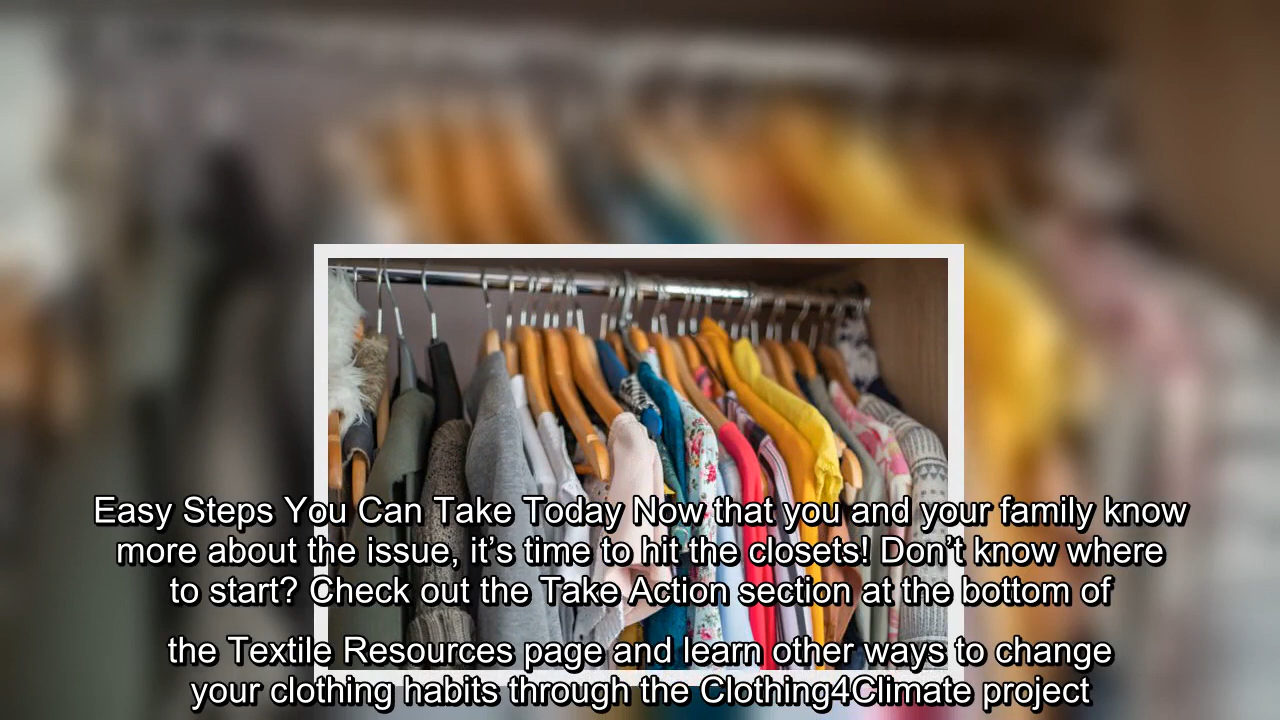 Easy Steps You Can Take Today Now that you and your family know
more about the issue, it’s time to hit the closets! Don’t know where
to start? Check out the Take Action section at the bottom of
the Textile Resources page and learn other ways to change
your clothing habits through the Clothing4Climate project